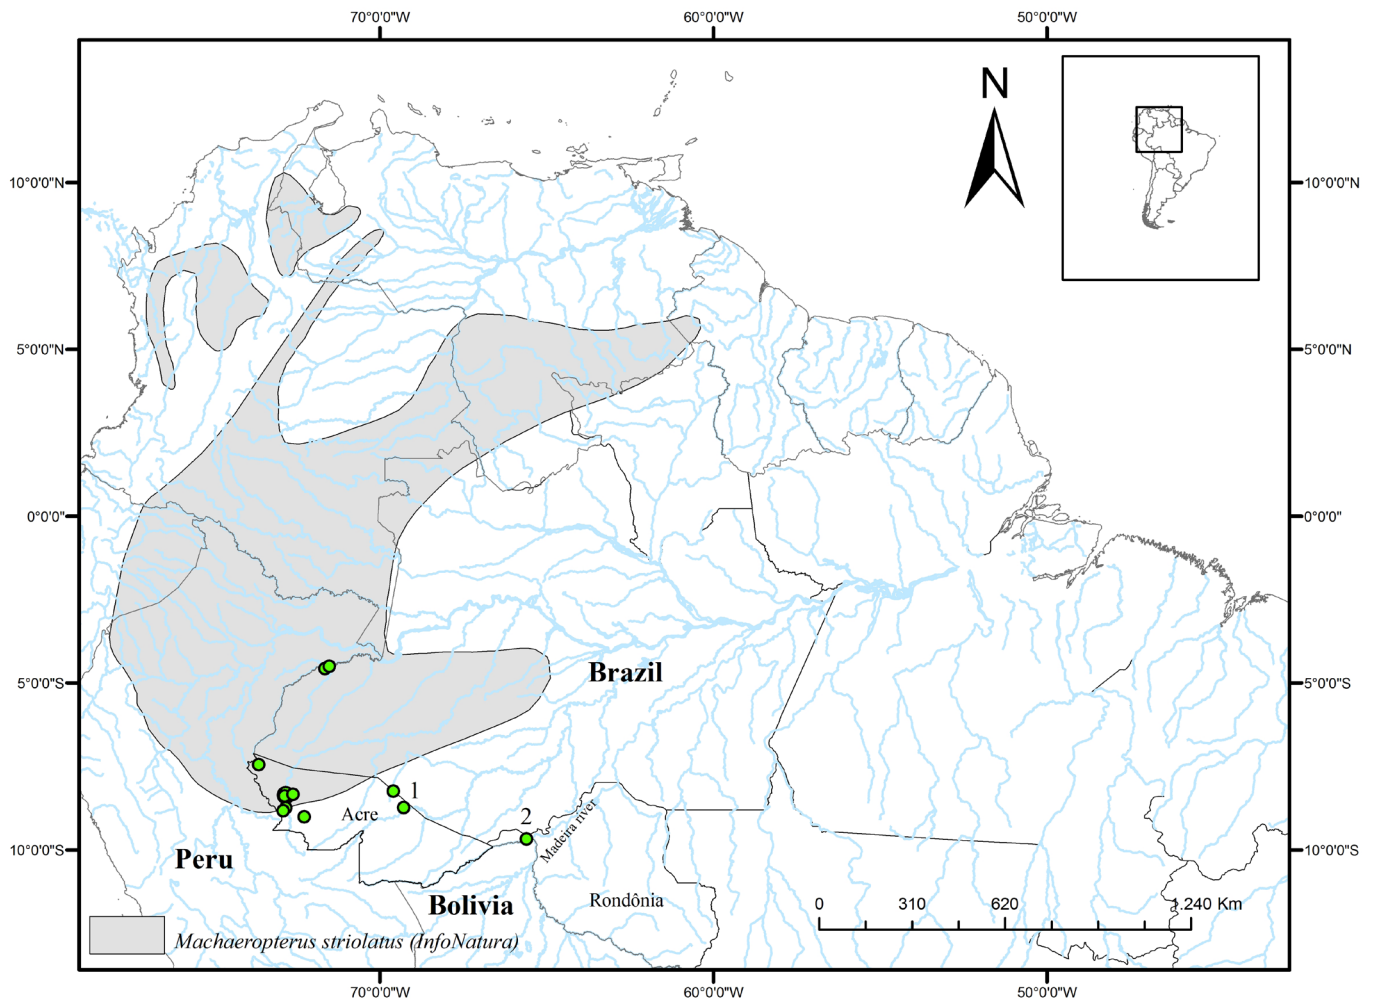 70°0'0"W 60°0'0"W 50°0'0"W
N
10°0'0"N 10°0'0"N
5°0'0"N 5°0'0"N
0°0'0" 0°0'0"
Brazil
5°0'0"S 5°0'0"S
1
Acre
2
Madeira river
10°0'0"S 10°0'0"S
Peru
Bolivia
Rondônia
0 310 620 1.240 Km
Machaeropterus striolatus (InfoNatura)
70°0'0"W 60°0'0"W 50°0'0"W